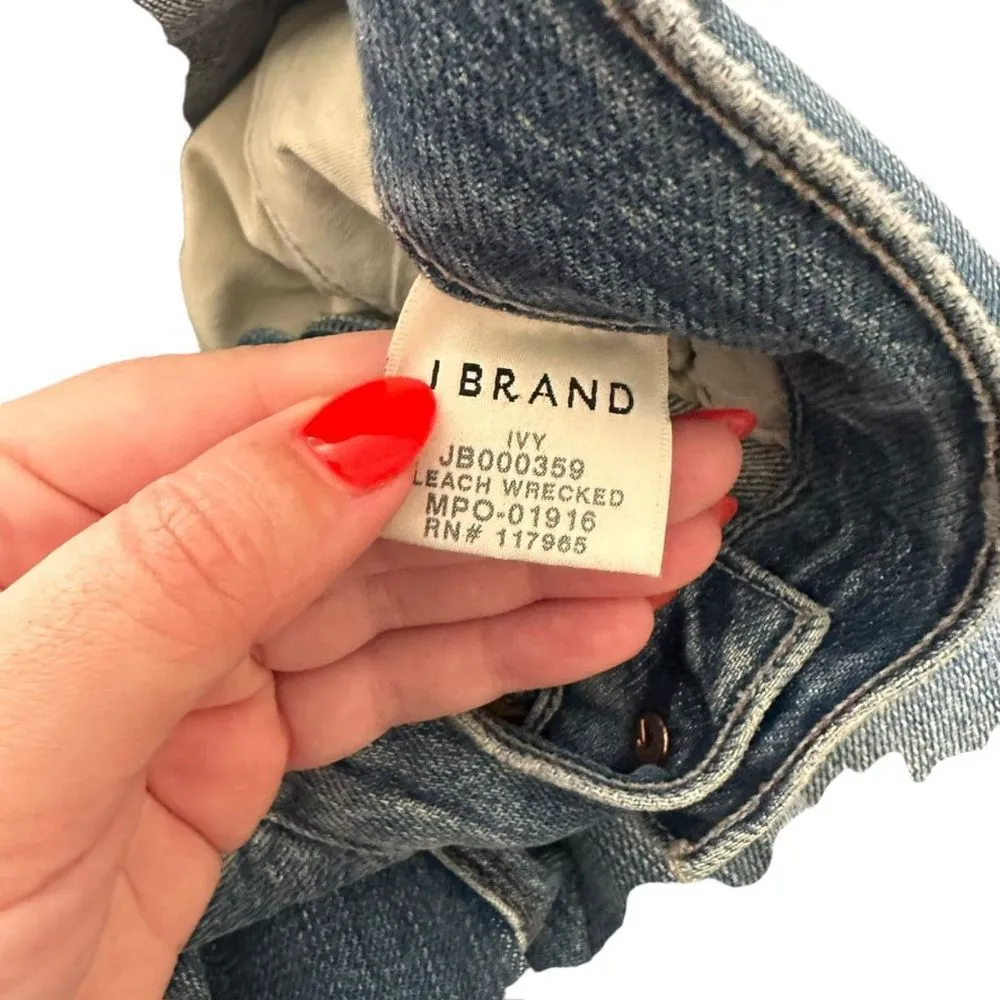 J BRAND
IVY
JB000359
LEACH WRECKED
MPO-01916
RN# 117965